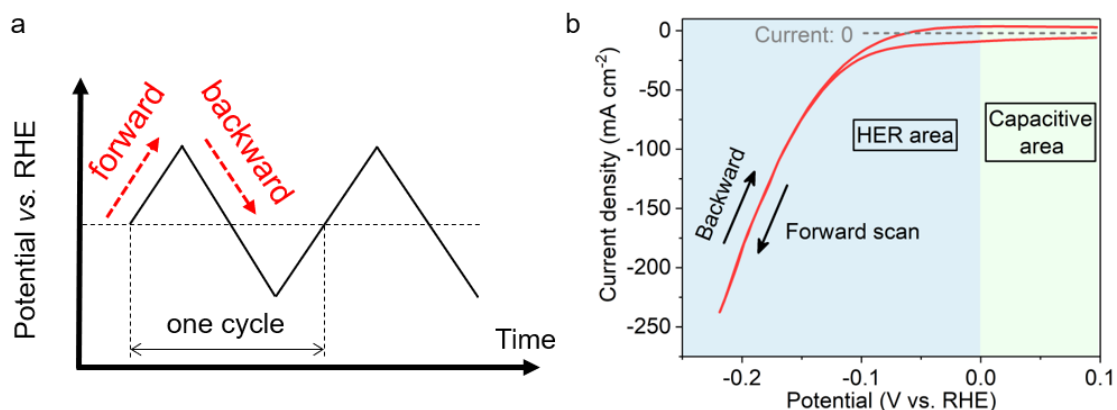 a
Potential vs. RHE
forward
backward
one cycle
Time
b
Current density (mA cm⁻²)
0
-50
-100
-150
-200
-250
Current: 0
HER area
Capacitive
area
Backward
Forward scan
-0.2
-0.1
0.0
0.1
Potential (V vs. RHE)